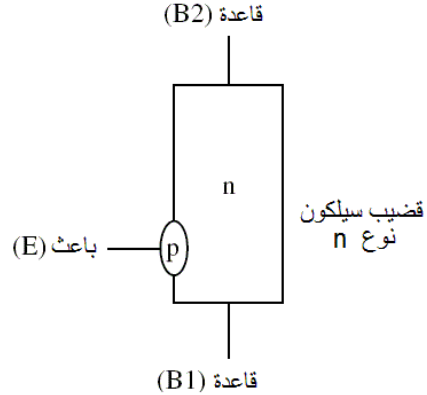 قاعدة (B2)
n
قضيب سيلكون
نوع n
p
باعث (E)
قاعدة (B1)